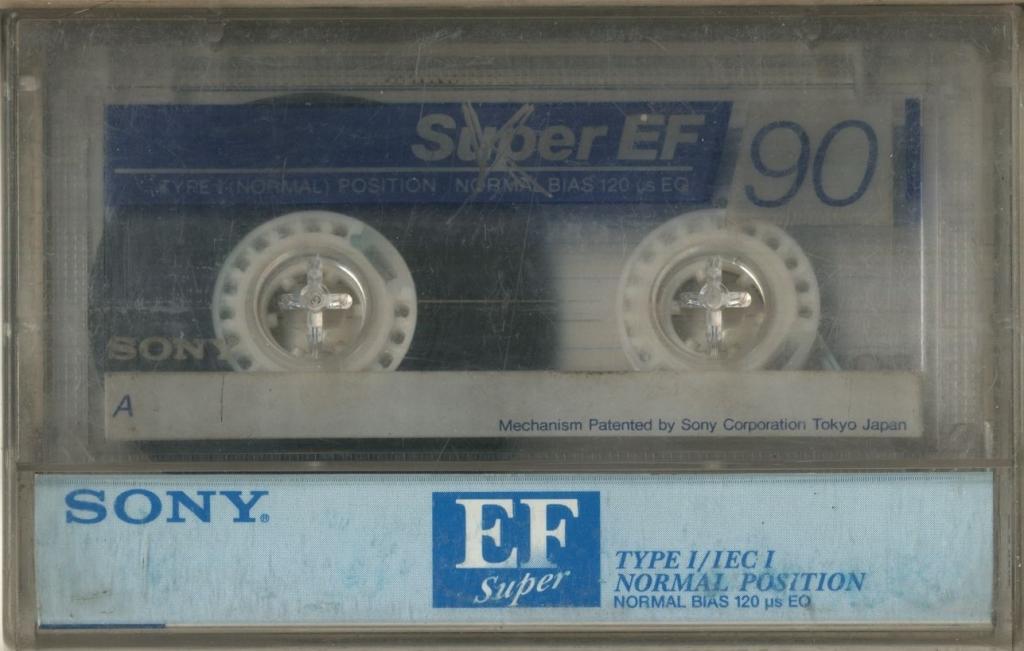 Super EF
90
TYPE I (NORMAL) POSITION NORMAL BIAS 120 µs EQ
SONY
A
Mechanism Patented by Sony Corporation Tokyo Japan
SONY®
EF
Super
TYPE I/IEC I
NORMAL POSITION
NORMAL BIAS 120 µs EQ